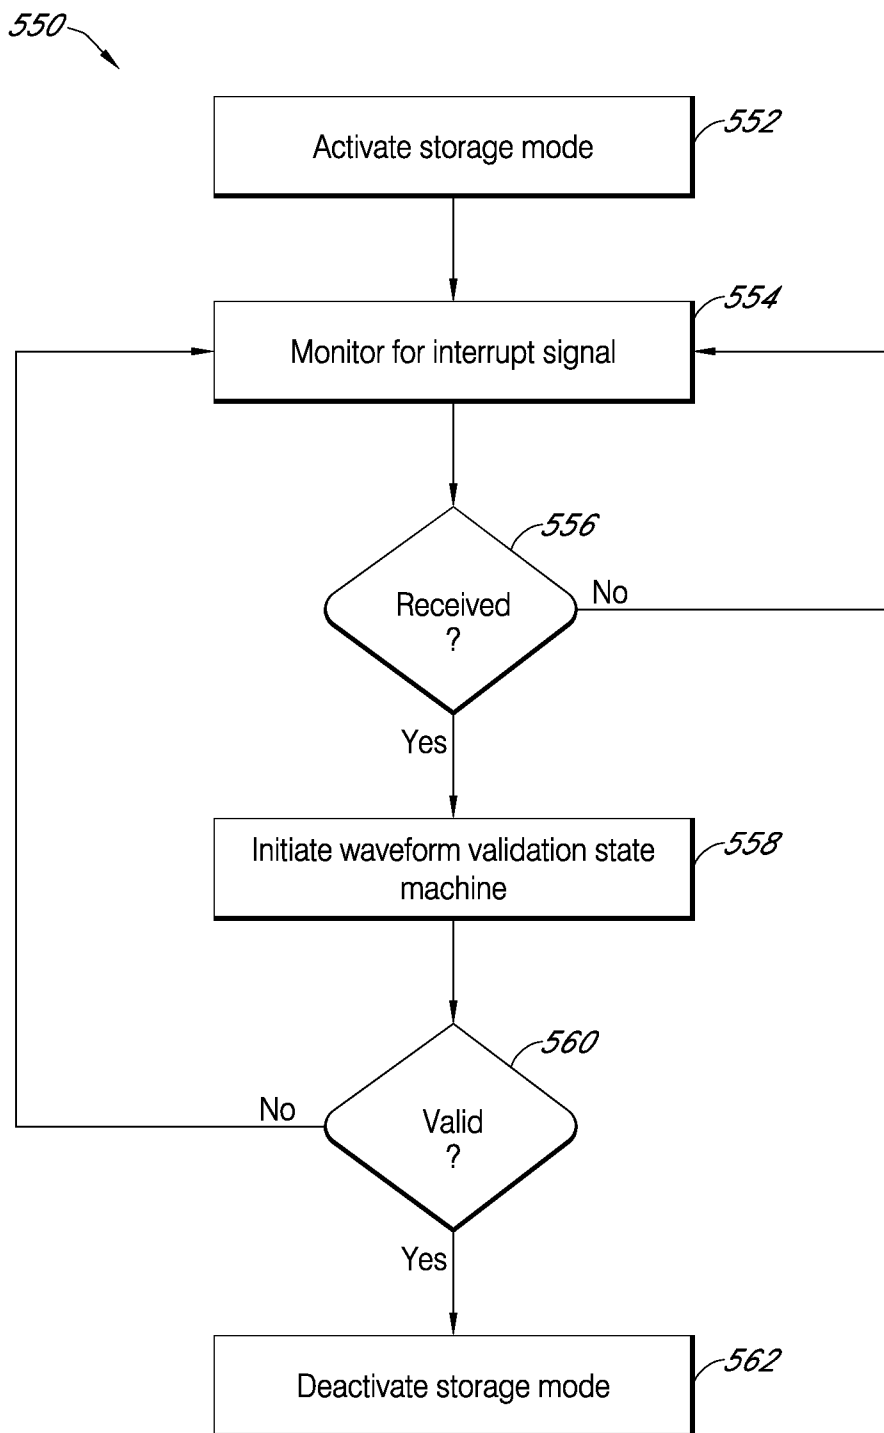 550
Activate storage mode
552
554
Monitor for interrupt signal
556
Received
?
No
Yes
Initiate waveform validation state
machine
558
560
Valid
?
No
Yes
Deactivate storage mode
562